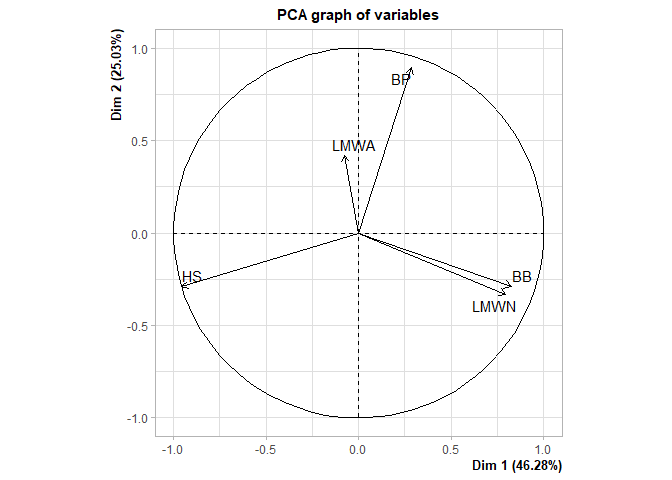 PCA graph of variables
Dim 2 (25.03%)
1.0
0.5
0.0
-0.5
-1.0
BP
LMWA
HS
BB
LMWN
-1.0 -0.5 0.0 0.5 1.0
Dim 1 (46.28%)